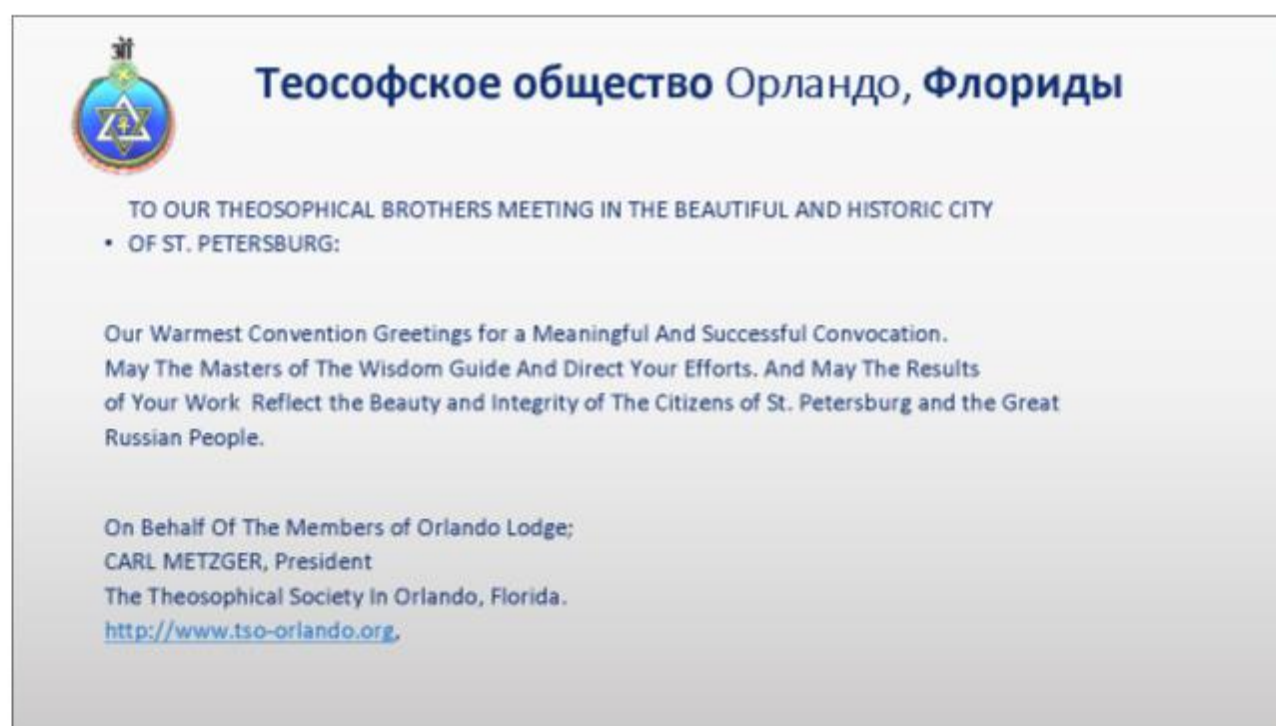 ओं
Теософское общество Орландо, Флориды
TO OUR THEOSOPHICAL BROTHERS MEETING IN THE BEAUTIFUL AND HISTORIC CITY
• OF ST. PETERSBURG:
Our Warmest Convention Greetings for a Meaningful And Successful Convocation.
May The Masters of The Wisdom Guide And Direct Your Efforts. And May The Results
of Your Work Reflect the Beauty and Integrity of The Citizens of St. Petersburg and the Great
Russian People.
On Behalf Of The Members of Orlando Lodge;
CARL METZGER, President
The Theosophical Society In Orlando, Florida.
http://www.tso-orlando.org,